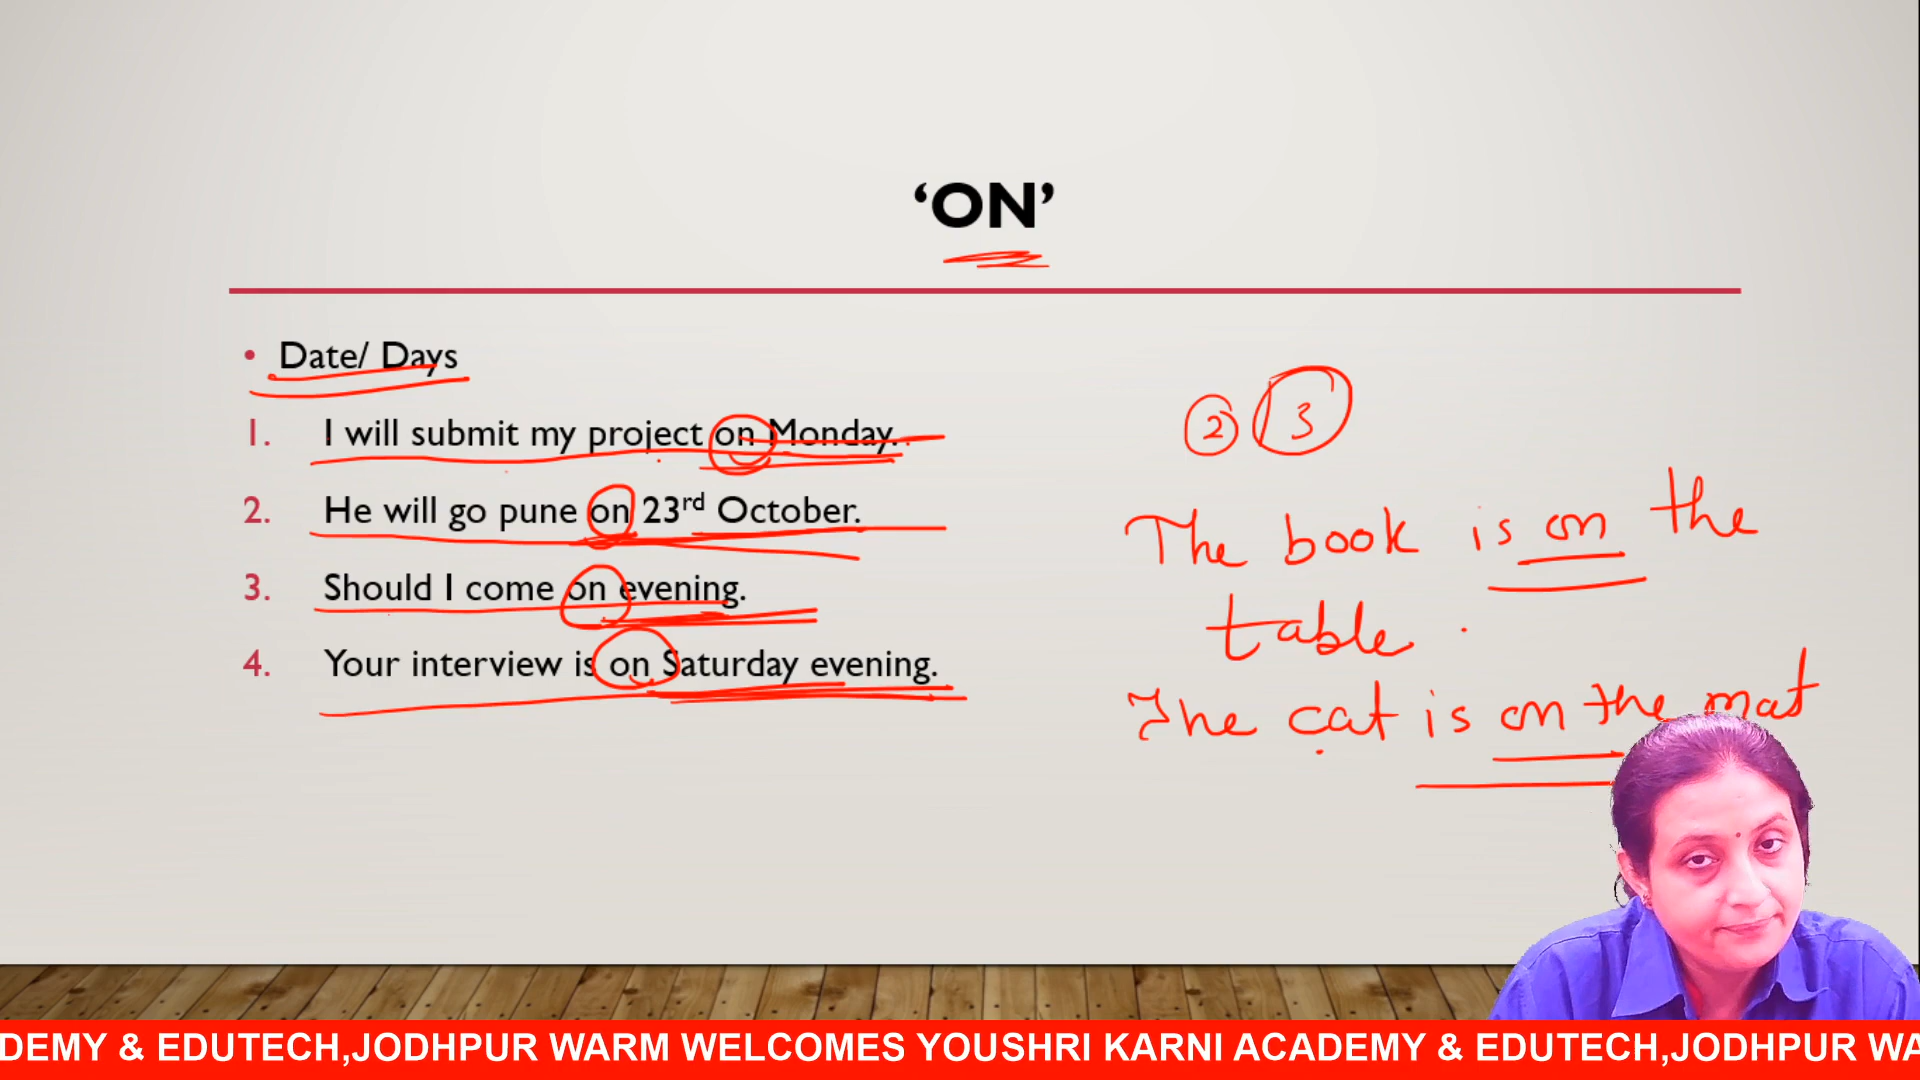 ‘ON’
• Date/ Days
1. I will submit my project on Monday.
2. He will go pune on 23rd October.
3. Should I come on evening.
4. Your interview is on Saturday evening.
2 3
The book is on the
table.
The cat is on the mat
DEMY & EDUTECH,JODHPUR WARM WELCOMES YOUSHRI KARNI ACADEMY & EDUTECH,JODHPUR WA